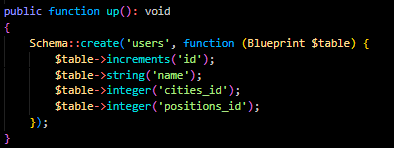 public function up(): void
{
    Schema::create('users', function (Blueprint $table) {
        $table->increments('id');
        $table->string('name');
        $table->integer('cities_id');
        $table->integer('positions_id');
    });
}